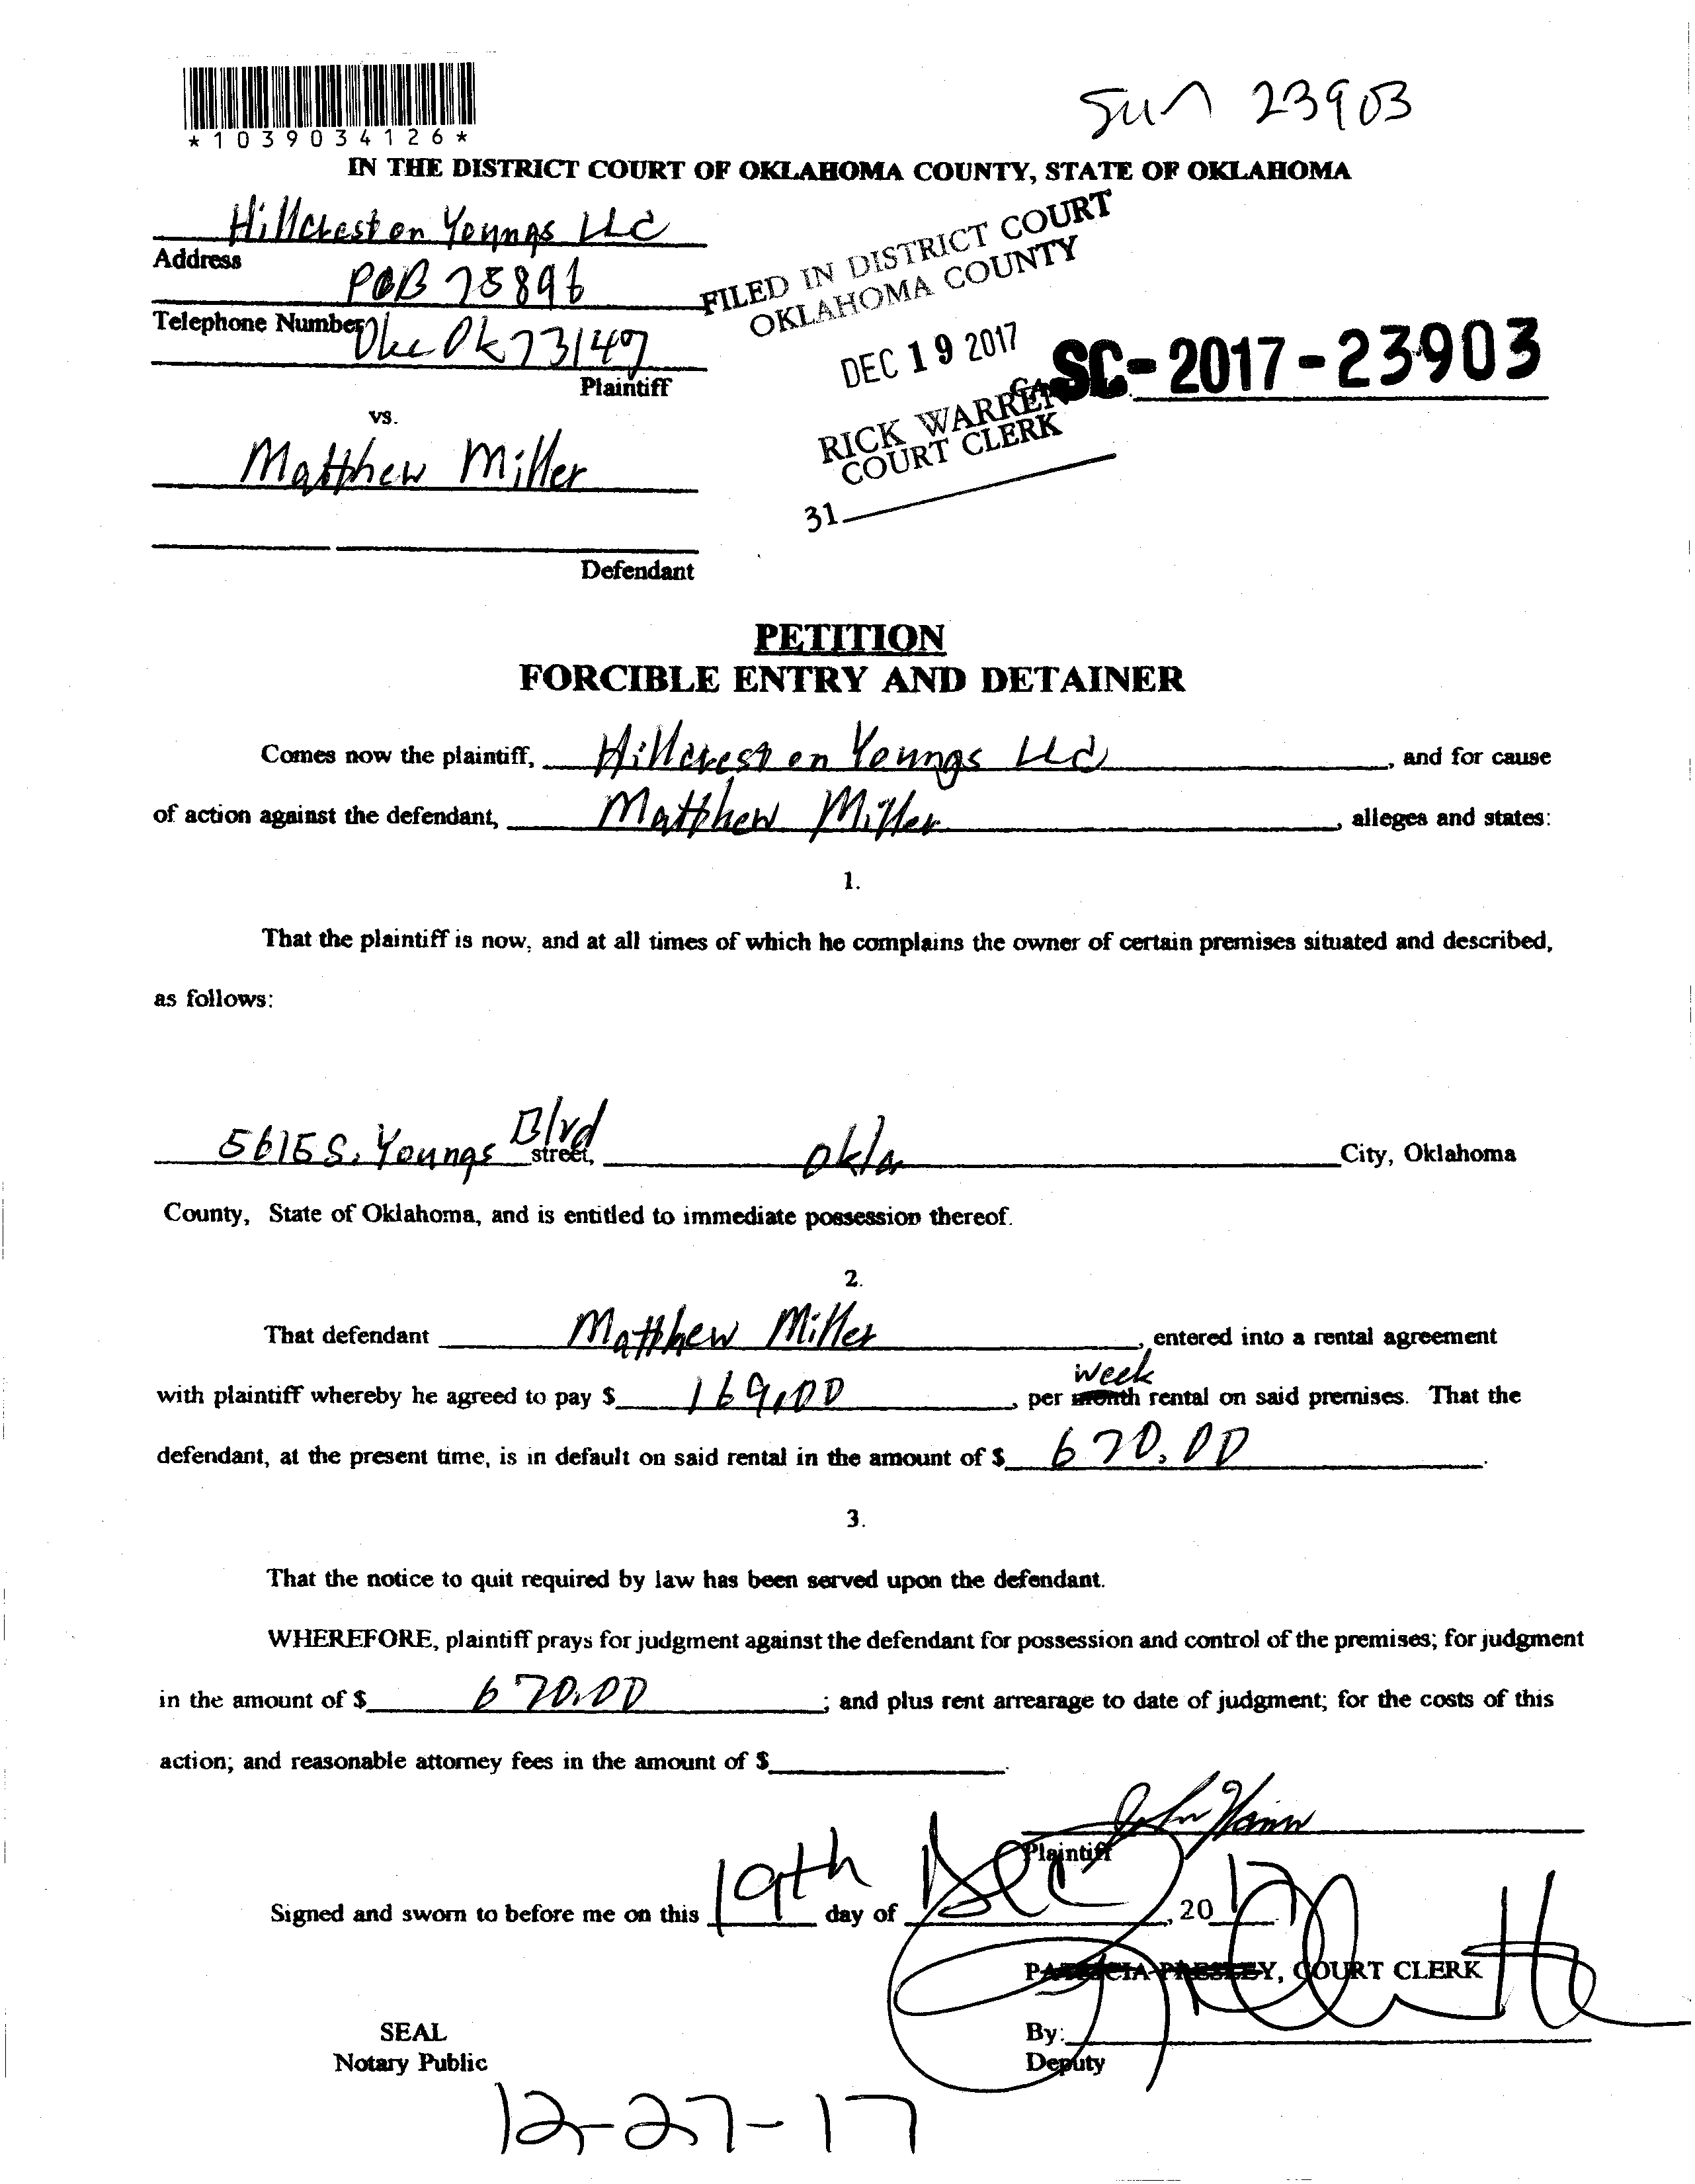 *1039034126*
Sun 23903
IN THE DISTRICT COURT OF OKLAHOMA COUNTY, STATE OF OKLAHOMA
Hillcrest on Youngs LLC
Address
POB 75896
Telephone Number
Okc Ok 73147
Plaintiff
FILED IN DISTRICT COURT
OKLAHOMA COUNTY
DEC 19 2017
RICK WARREN
COURT CLERK
31
SC-2017-23903
vs.
Matthew Miller
Defendant
PETITION
FORCIBLE ENTRY AND DETAINER
Comes now the plaintiff, Hillcrest on Youngs LLC, and for cause
of action against the defendant, Matthew Miller, alleges and states:
1.
That the plaintiff is now, and at all times of which he complains the owner of certain premises situated and described,
as follows:
5615 S. Youngs Blvd street, Okla City, Oklahoma
County, State of Oklahoma, and is entitled to immediate possession thereof.
2.
That defendant Matthew Miller, entered into a rental agreement
week
with plaintiff whereby he agreed to pay $ 169.00, per month rental on said premises. That the
defendant, at the present time, is in default on said rental in the amount of $ 670.00.
3.
That the notice to quit required by law has been served upon the defendant.
WHEREFORE, plaintiff prays for judgment against the defendant for possession and control of the premises; for judgment
in the amount of $ 670.00; and plus rent arrearage to date of judgment; for the costs of this
action; and reasonable attorney fees in the amount of $.
John
Plaintiff
Signed and sworn to before me on this 19th day of Dec, 2017
PATRICIA PRESLEY, COURT CLERK
SEAL
Notary Public
By:
Deputy
12-27-17